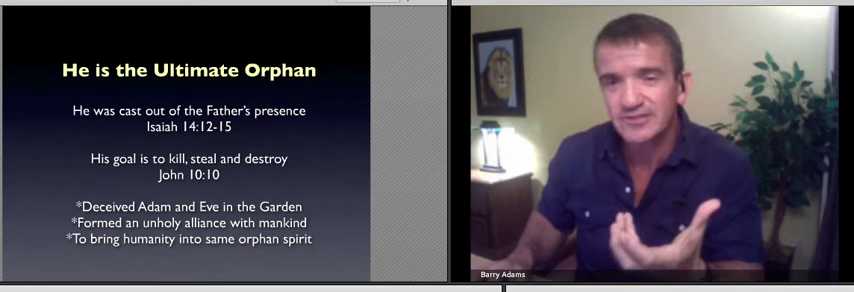 He is the Ultimate Orphan
He was cast out of the Father's presence
Isaiah 14:12-15
His goal is to kill, steal and destroy
John 10:10
*Deceived Adam and Eve in the Garden
*Formed an unholy alliance with mankind
*To bring humanity into same orphan spirit
Barry Adams